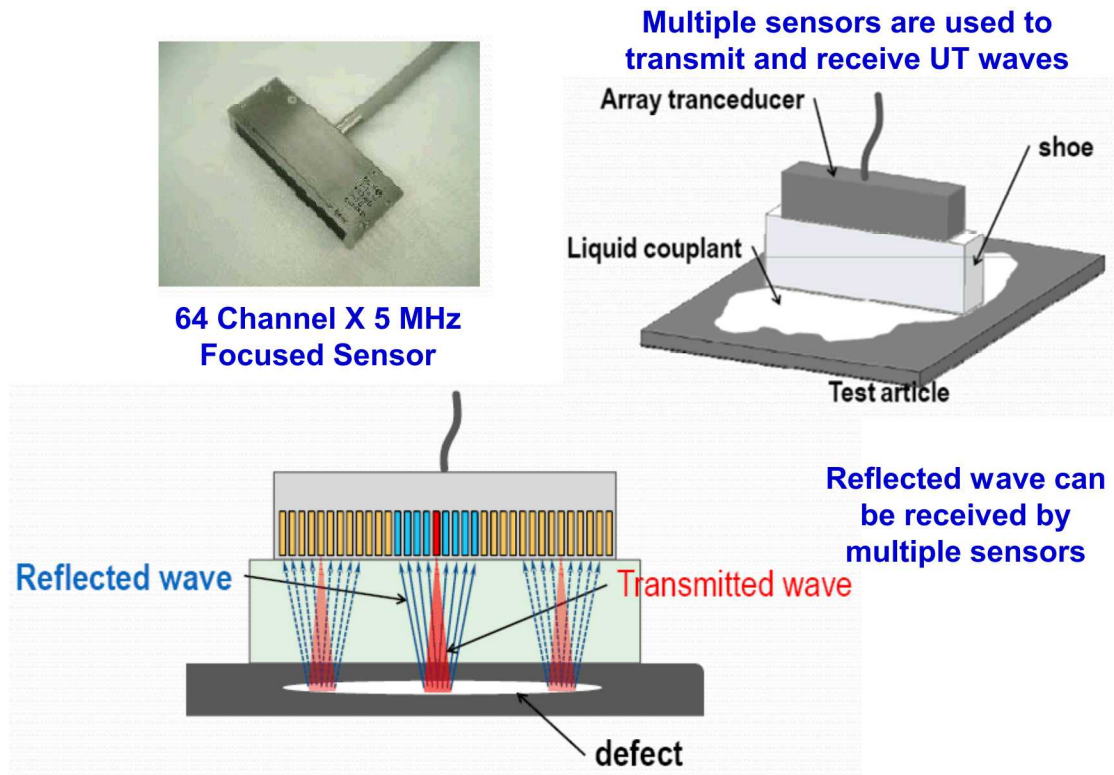 Multiple sensors are used to
transmit and receive UT waves
Array tranceducer
shoe
Liquid couplant
Test article
64 Channel X 5 MHz
Focused Sensor
Reflected wave can
be received by
multiple sensors
Reflected wave
Transmitted wave
defect